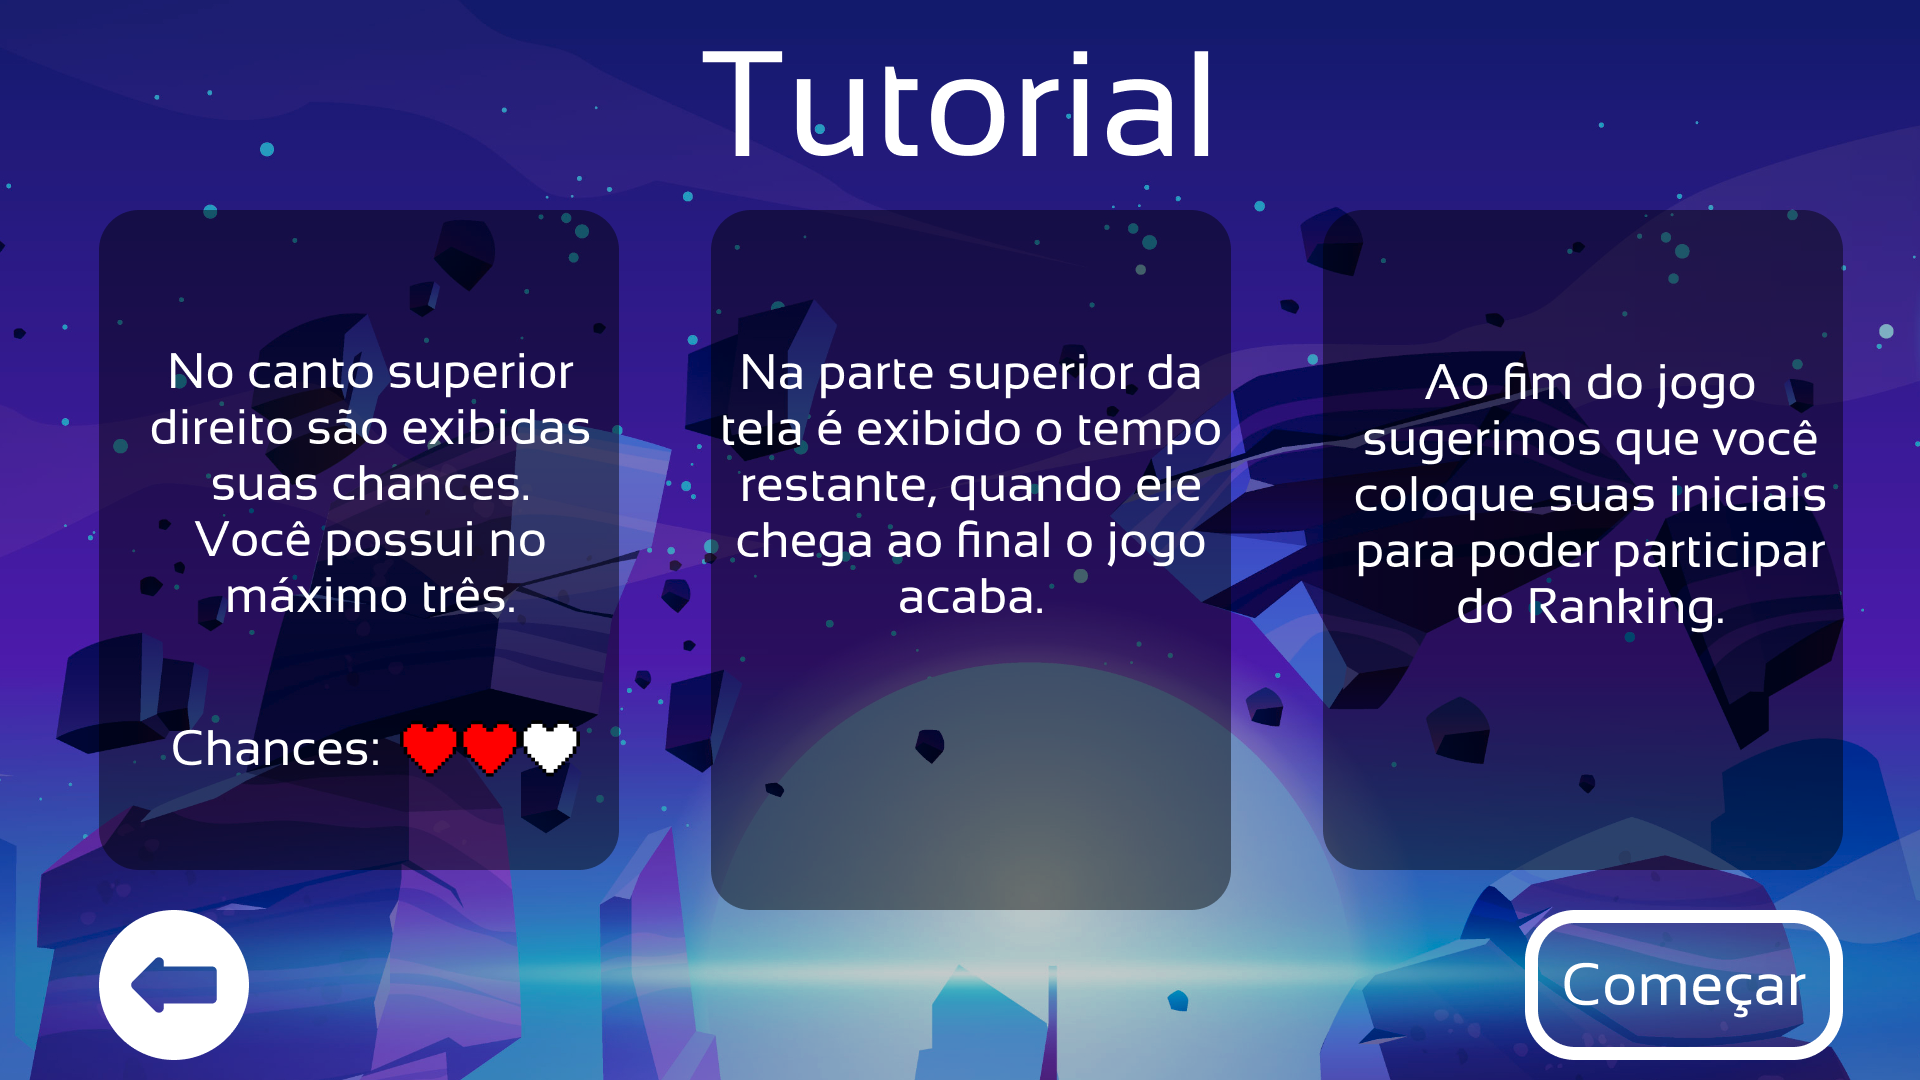 Tutorial
No canto superior
direito são exibidas
suas chances.
Você possui no
máximo três.
Chances:
Na parte superior da
tela é exibido o tempo
restante, quando ele
chega ao final o jogo
acaba.
Ao fim do jogo
sugerimos que você
coloque suas iniciais
para poder participar
do Ranking.
Começar